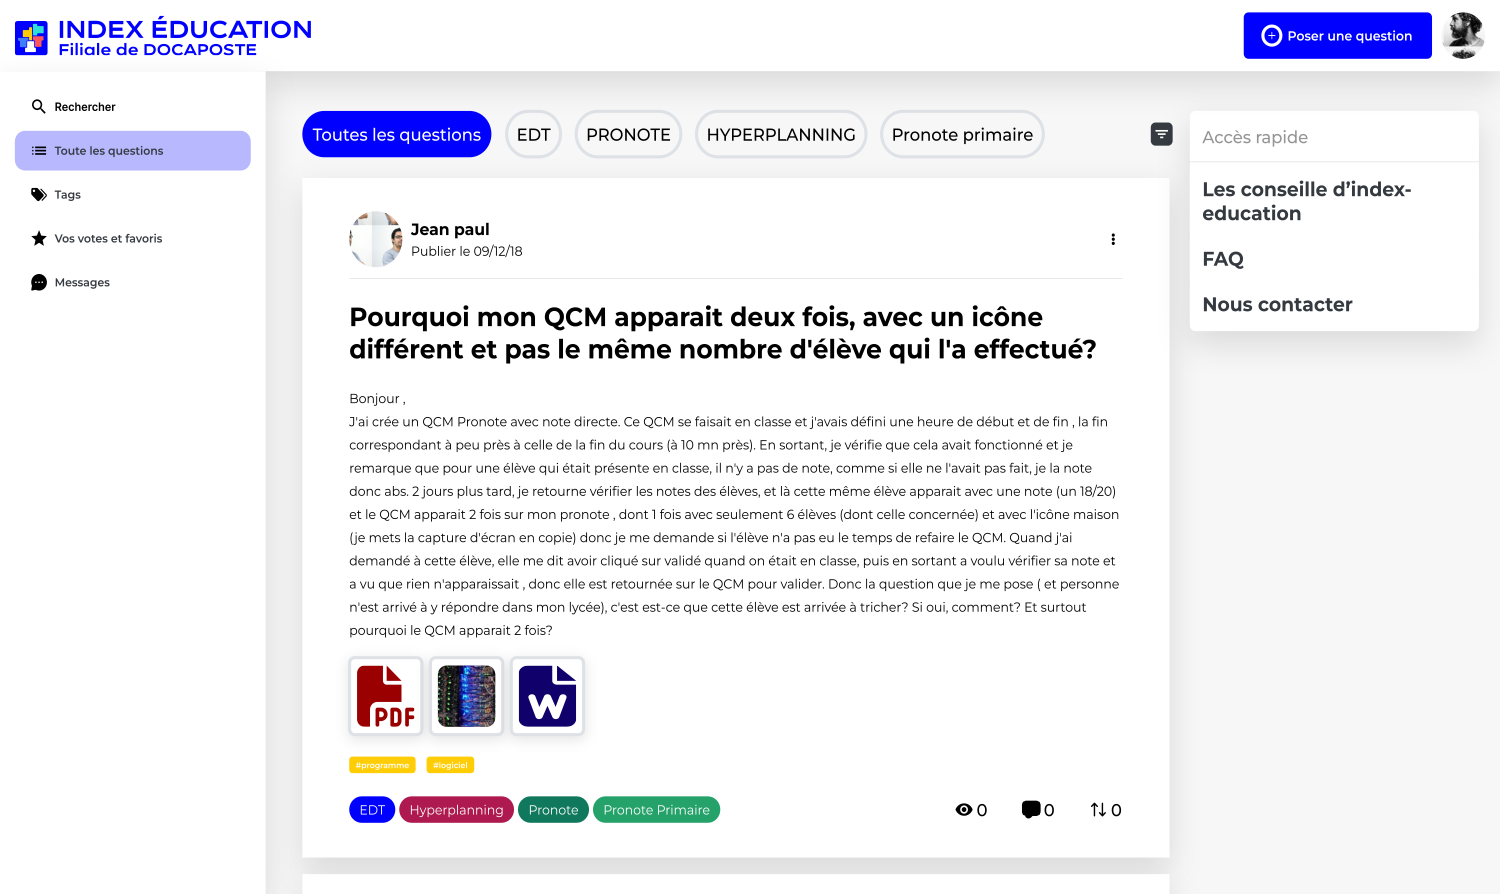 INDEX ÉDUCATION
Filiale de DOCAPOSTE
Poser une question
Rechercher
Toute les questions
Tags
Vos votes et favoris
Messages
Toutes les questions
EDT
PRONOTE
HYPERPLANNING
Pronote primaire
Jean paul
Publier le 09/12/18
Pourquoi mon QCM apparait deux fois, avec un icône
différent et pas le même nombre d'élève qui l'a effectué?
Bonjour ,
J'ai crée un QCM Pronote avec note directe. Ce QCM se faisait en classe et j'avais défini une heure de début et de fin , la fin
correspondant à peu près à celle de la fin du cours (à 10 mn près). En sortant, je vérifie que cela avait fonctionné et je
remarque que pour une élève qui était présente en classe, il n'y a pas de note, comme si elle ne l'avait pas fait, je la note
donc abs. 2 jours plus tard, je retourne vérifier les notes des élèves, et là cette même élève apparait avec une note (un 18/20)
et le QCM apparait 2 fois sur mon pronote , dont 1 fois avec seulement 6 élèves (dont celle concernée) et avec l'icône maison
(je mets la capture d'écran en copie) donc je me demande si l'élève n'a pas eu le temps de refaire le QCM. Quand j'ai
demandé à cette élève, elle me dit avoir cliqué sur validé quand on était en classe, puis en sortant a voulu vérifier sa note et
a vu que rien n'apparaissait , donc elle est retournée sur le QCM pour valider. Donc la question que je me pose ( et personne
n'est arrivé à y répondre dans mon lycée), c'est est-ce que cette élève est arrivée à tricher? Si oui, comment? Et surtout
pourquoi le QCM apparait 2 fois?
PDF
W
#programme
#logiciel
EDT
Hyperplanning
Pronote
Pronote Primaire
0
0
0
Accès rapide
Les conseille d’index-
education
FAQ
Nous contacter